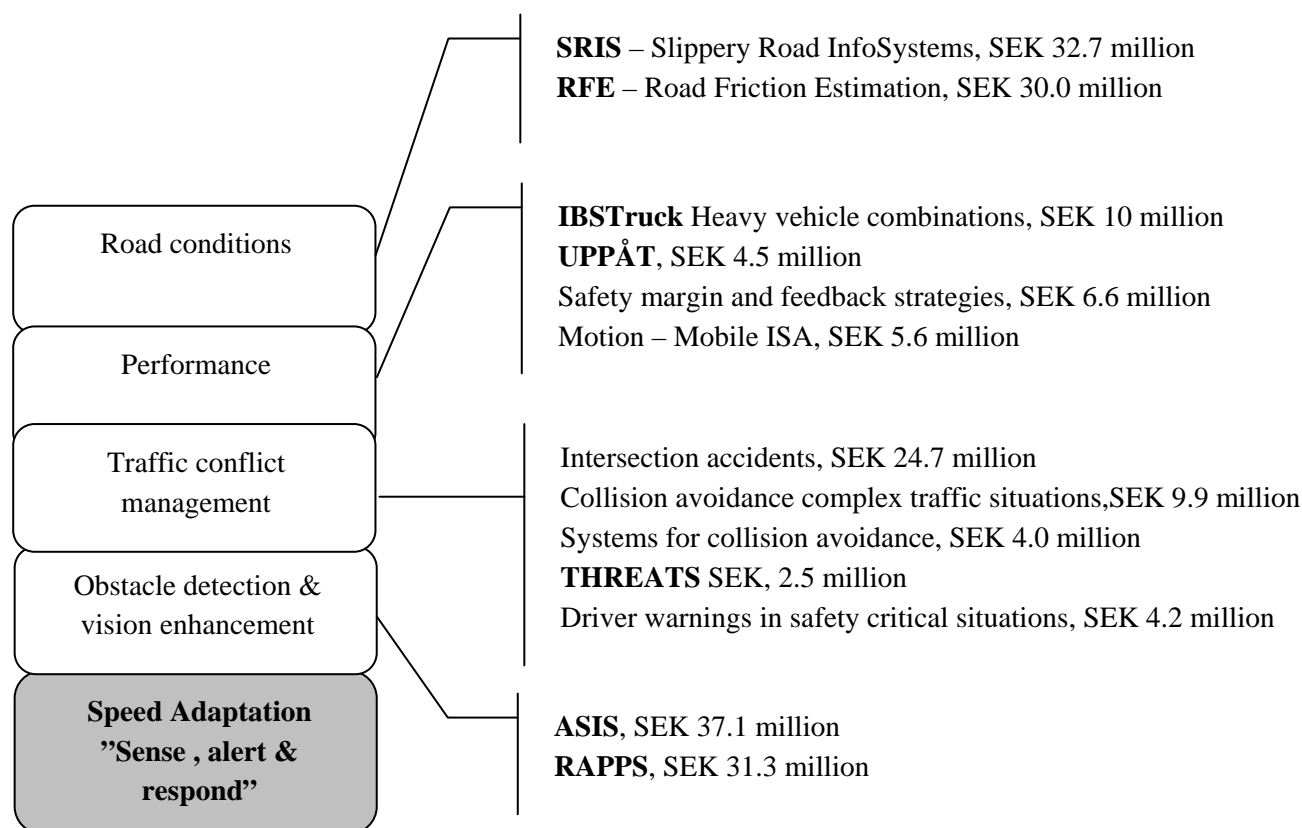 SRIS – Slippery Road InfoSystems, SEK 32.7 million
RFE – Road Friction Estimation, SEK 30.0 million
Road conditions
IBSTruck Heavy vehicle combinations, SEK 10 million
UPPÅT, SEK 4.5 million
Safety margin and feedback strategies, SEK 6.6 million
Motion – Mobile ISA, SEK 5.6 million
Performance
Traffic conflict
management
Intersection accidents, SEK 24.7 million
Collision avoidance complex traffic situations,SEK 9.9 million
Systems for collision avoidance, SEK 4.0 million
THREATS SEK, 2.5 million
Driver warnings in safety critical situations, SEK 4.2 million
Obstacle detection &
vision enhancement
Speed Adaptation
”Sense , alert &
respond”
ASIS, SEK 37.1 million
RAPPS, SEK 31.3 million